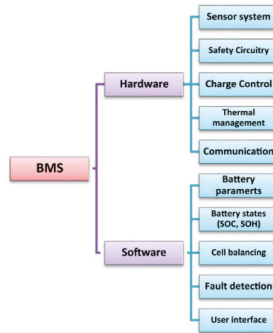 Sensor system
Safety Circuitry
Hardware
Charge Control
Thermal
management
Communication
BMS
Battery
paramerts
Battery states
(SOC, SOH)
Software
Cell balancing
Fault detection
User interface